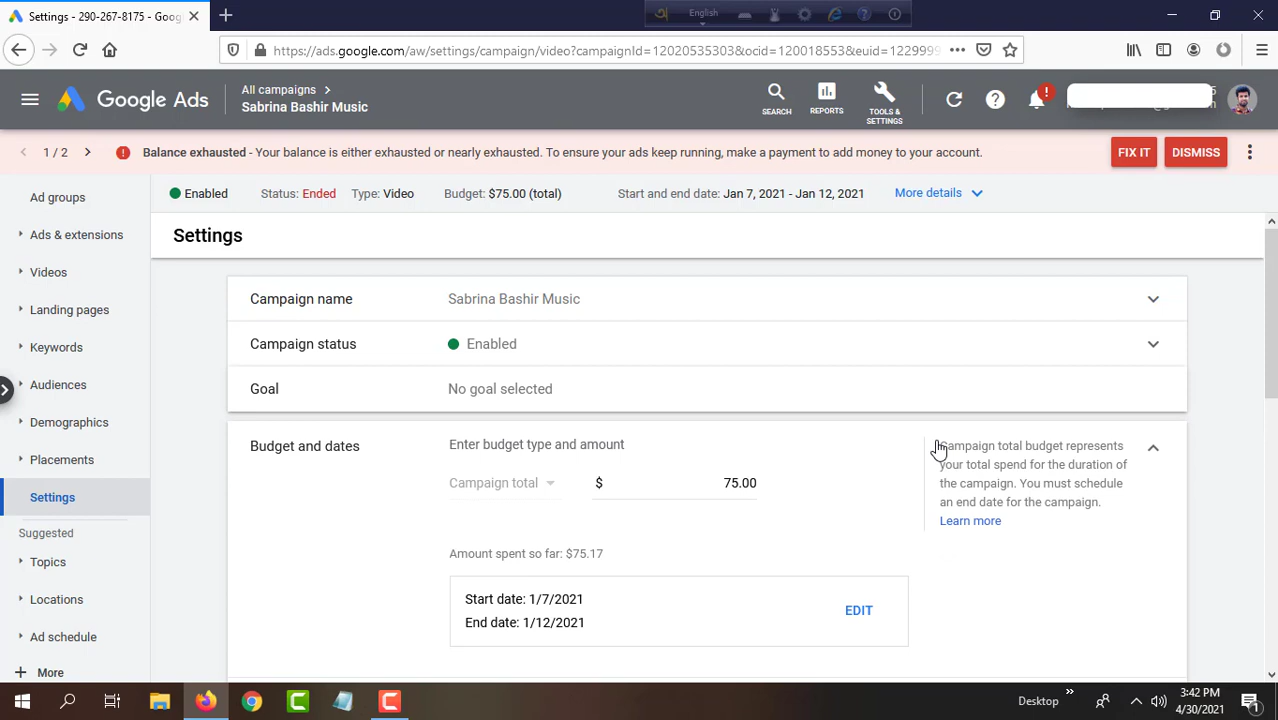 Settings - 290-267-8175 - Goog
English
https://ads.google.com/aw/settings/campaign/video?campaignId=12020535303&ocid=120018553&euid=1229999
Google Ads
All campaigns
Sabrina Bashir Music
SEARCH
REPORTS
TOOLS & SETTINGS
1 / 2
Balance exhausted - Your balance is either exhausted or nearly exhausted. To ensure your ads keep running, make a payment to add money to your account.
FIX IT
DISMISS
Enabled Status: Ended Type: Video Budget: $75.00 (total) Start and end date: Jan 7, 2021 - Jan 12, 2021 More details
Ad groups
Ads & extensions
Videos
Landing pages
Keywords
Audiences
Demographics
Placements
Settings
Suggested
Topics
Locations
Ad schedule
More
Settings
Campaign name Sabrina Bashir Music
Campaign status Enabled
Goal No goal selected
Budget and dates
Enter budget type and amount
Campaign total $ 75.00
Amount spent so far: $75.17
Start date: 1/7/2021
End date: 1/12/2021
EDIT
Campaign total budget represents
your total spend for the duration of
the campaign. You must schedule
an end date for the campaign.
Learn more
Desktop
3:42 PM
4/30/2021